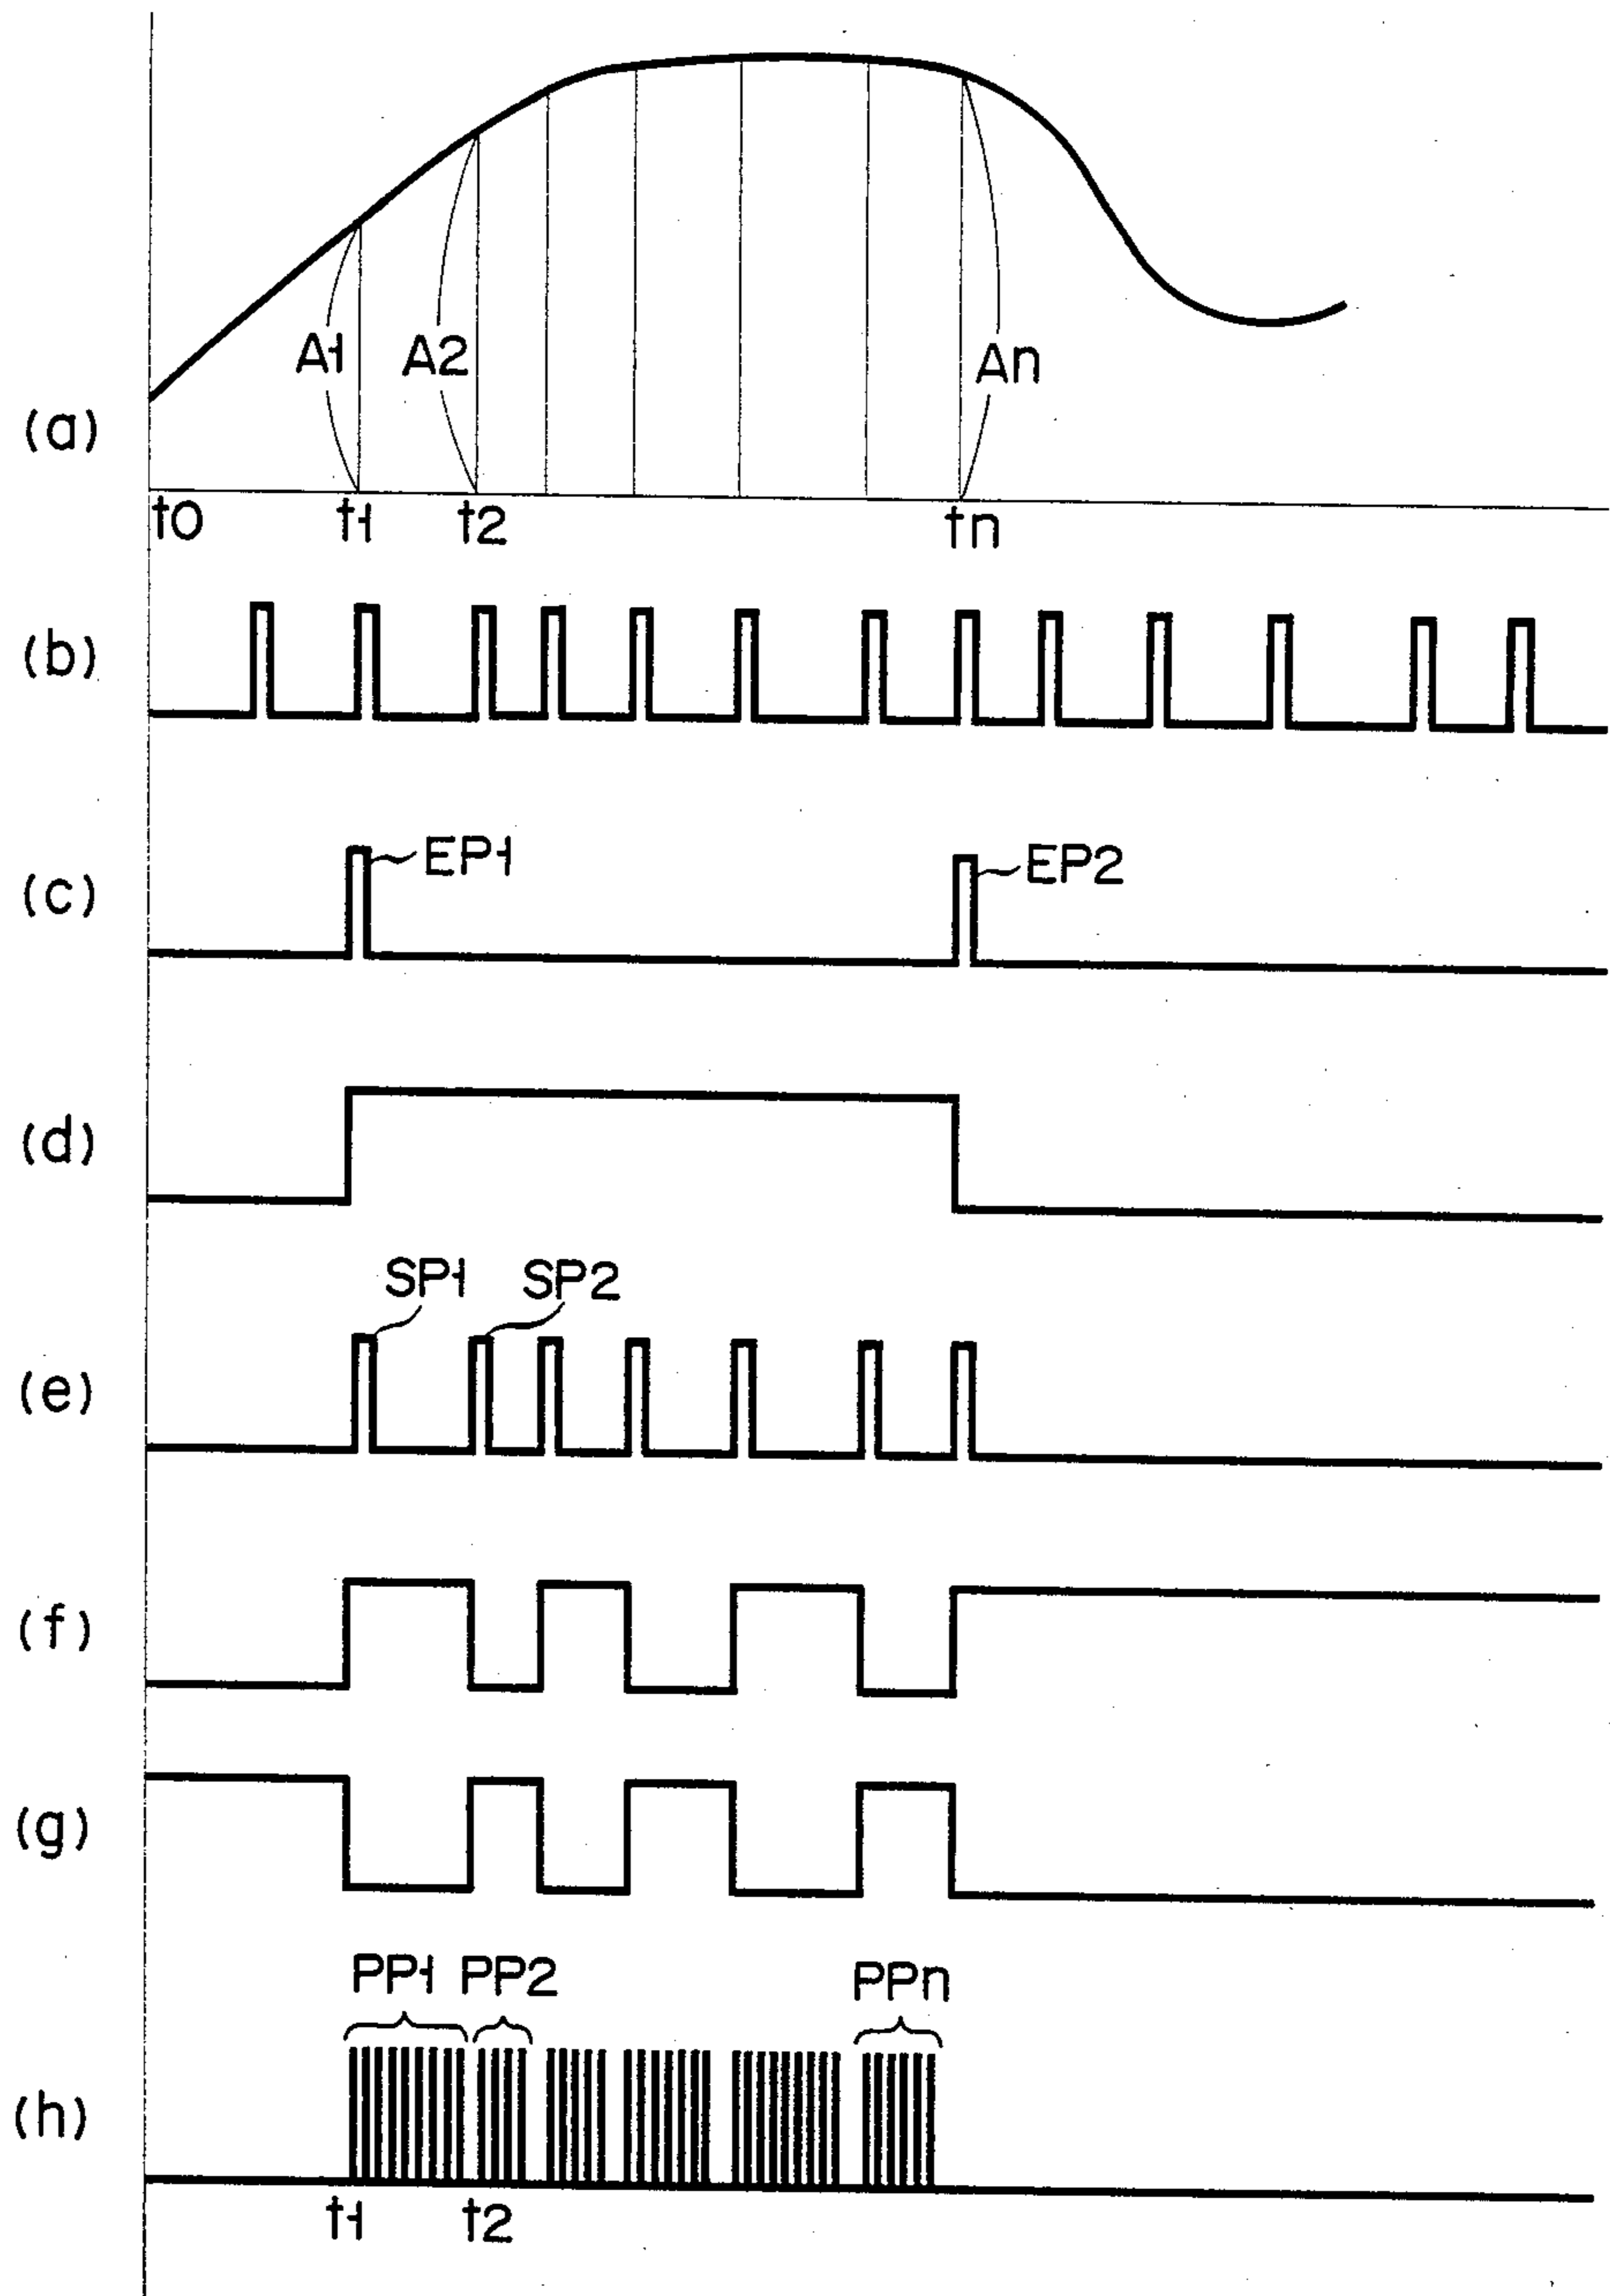 A1 A2 An
(a)
t0 t1 t2 tn
(b)
EP1 EP2
(c)
(d)
SP1 SP2
(e)
(f)
(g)
PP1 PP2 PPn
(h)
t1 t2